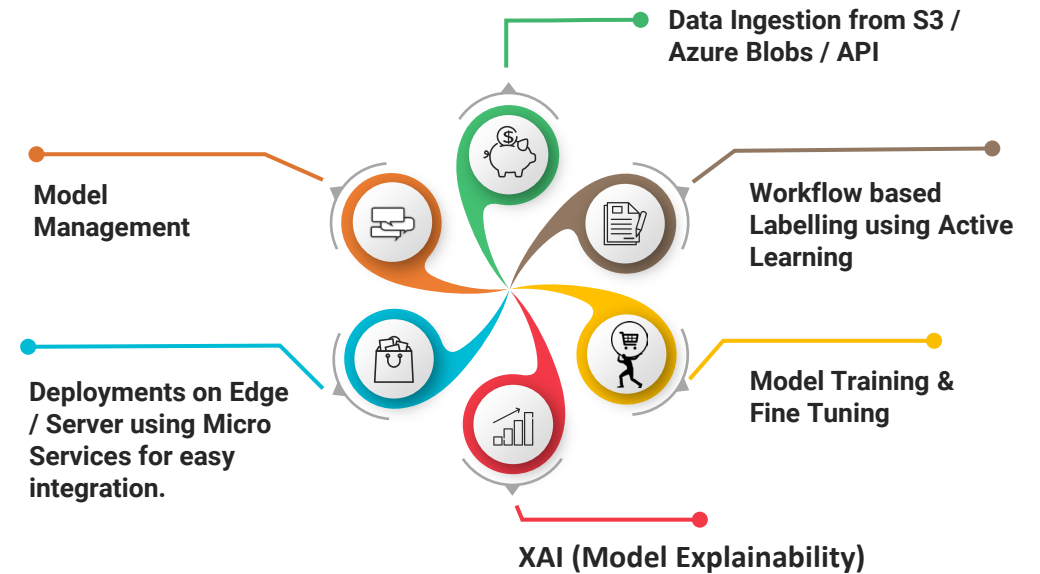 Data Ingestion from S3 /
Azure Blobs / API
Model
Management
Workflow based
Labelling using Active
Learning
Deployments on Edge
/ Server using Micro
Services for easy
integration.
Model Training &
Fine Tuning
XAI (Model Explainability)
$